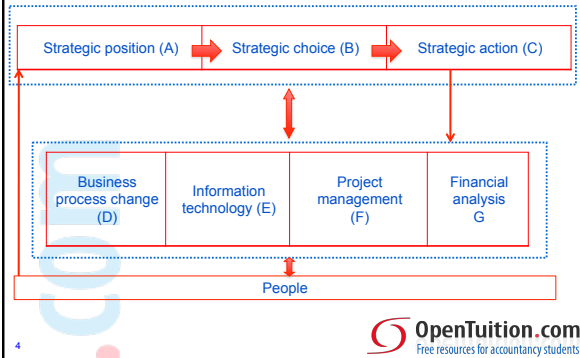 Strategic position (A)
Strategic choice (B)
Strategic action (C)
Business
process change
(D)
Information
technology (E)
Project
management
(F)
Financial
analysis
G
People
.com
4
OpenTuition.com
Free resources for accountancy students